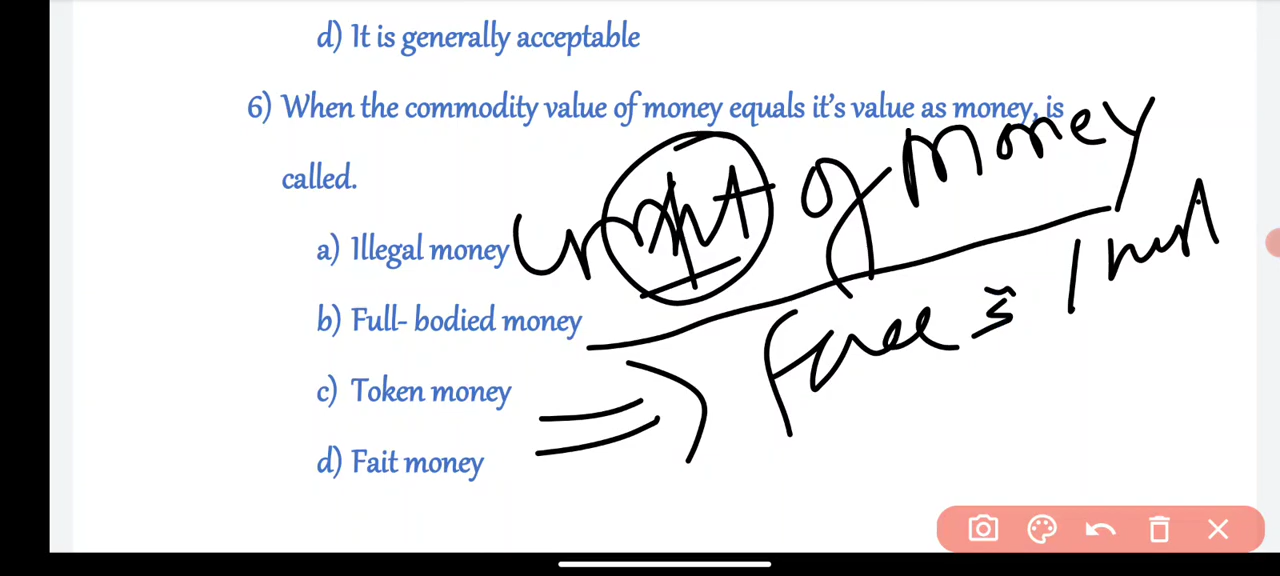 d) It is generally acceptable
6) When the commodity value of money equals it's value as money, is
called.
of money
a) Illegal money
b) Full- bodied money
c) Token money
d) Fait money